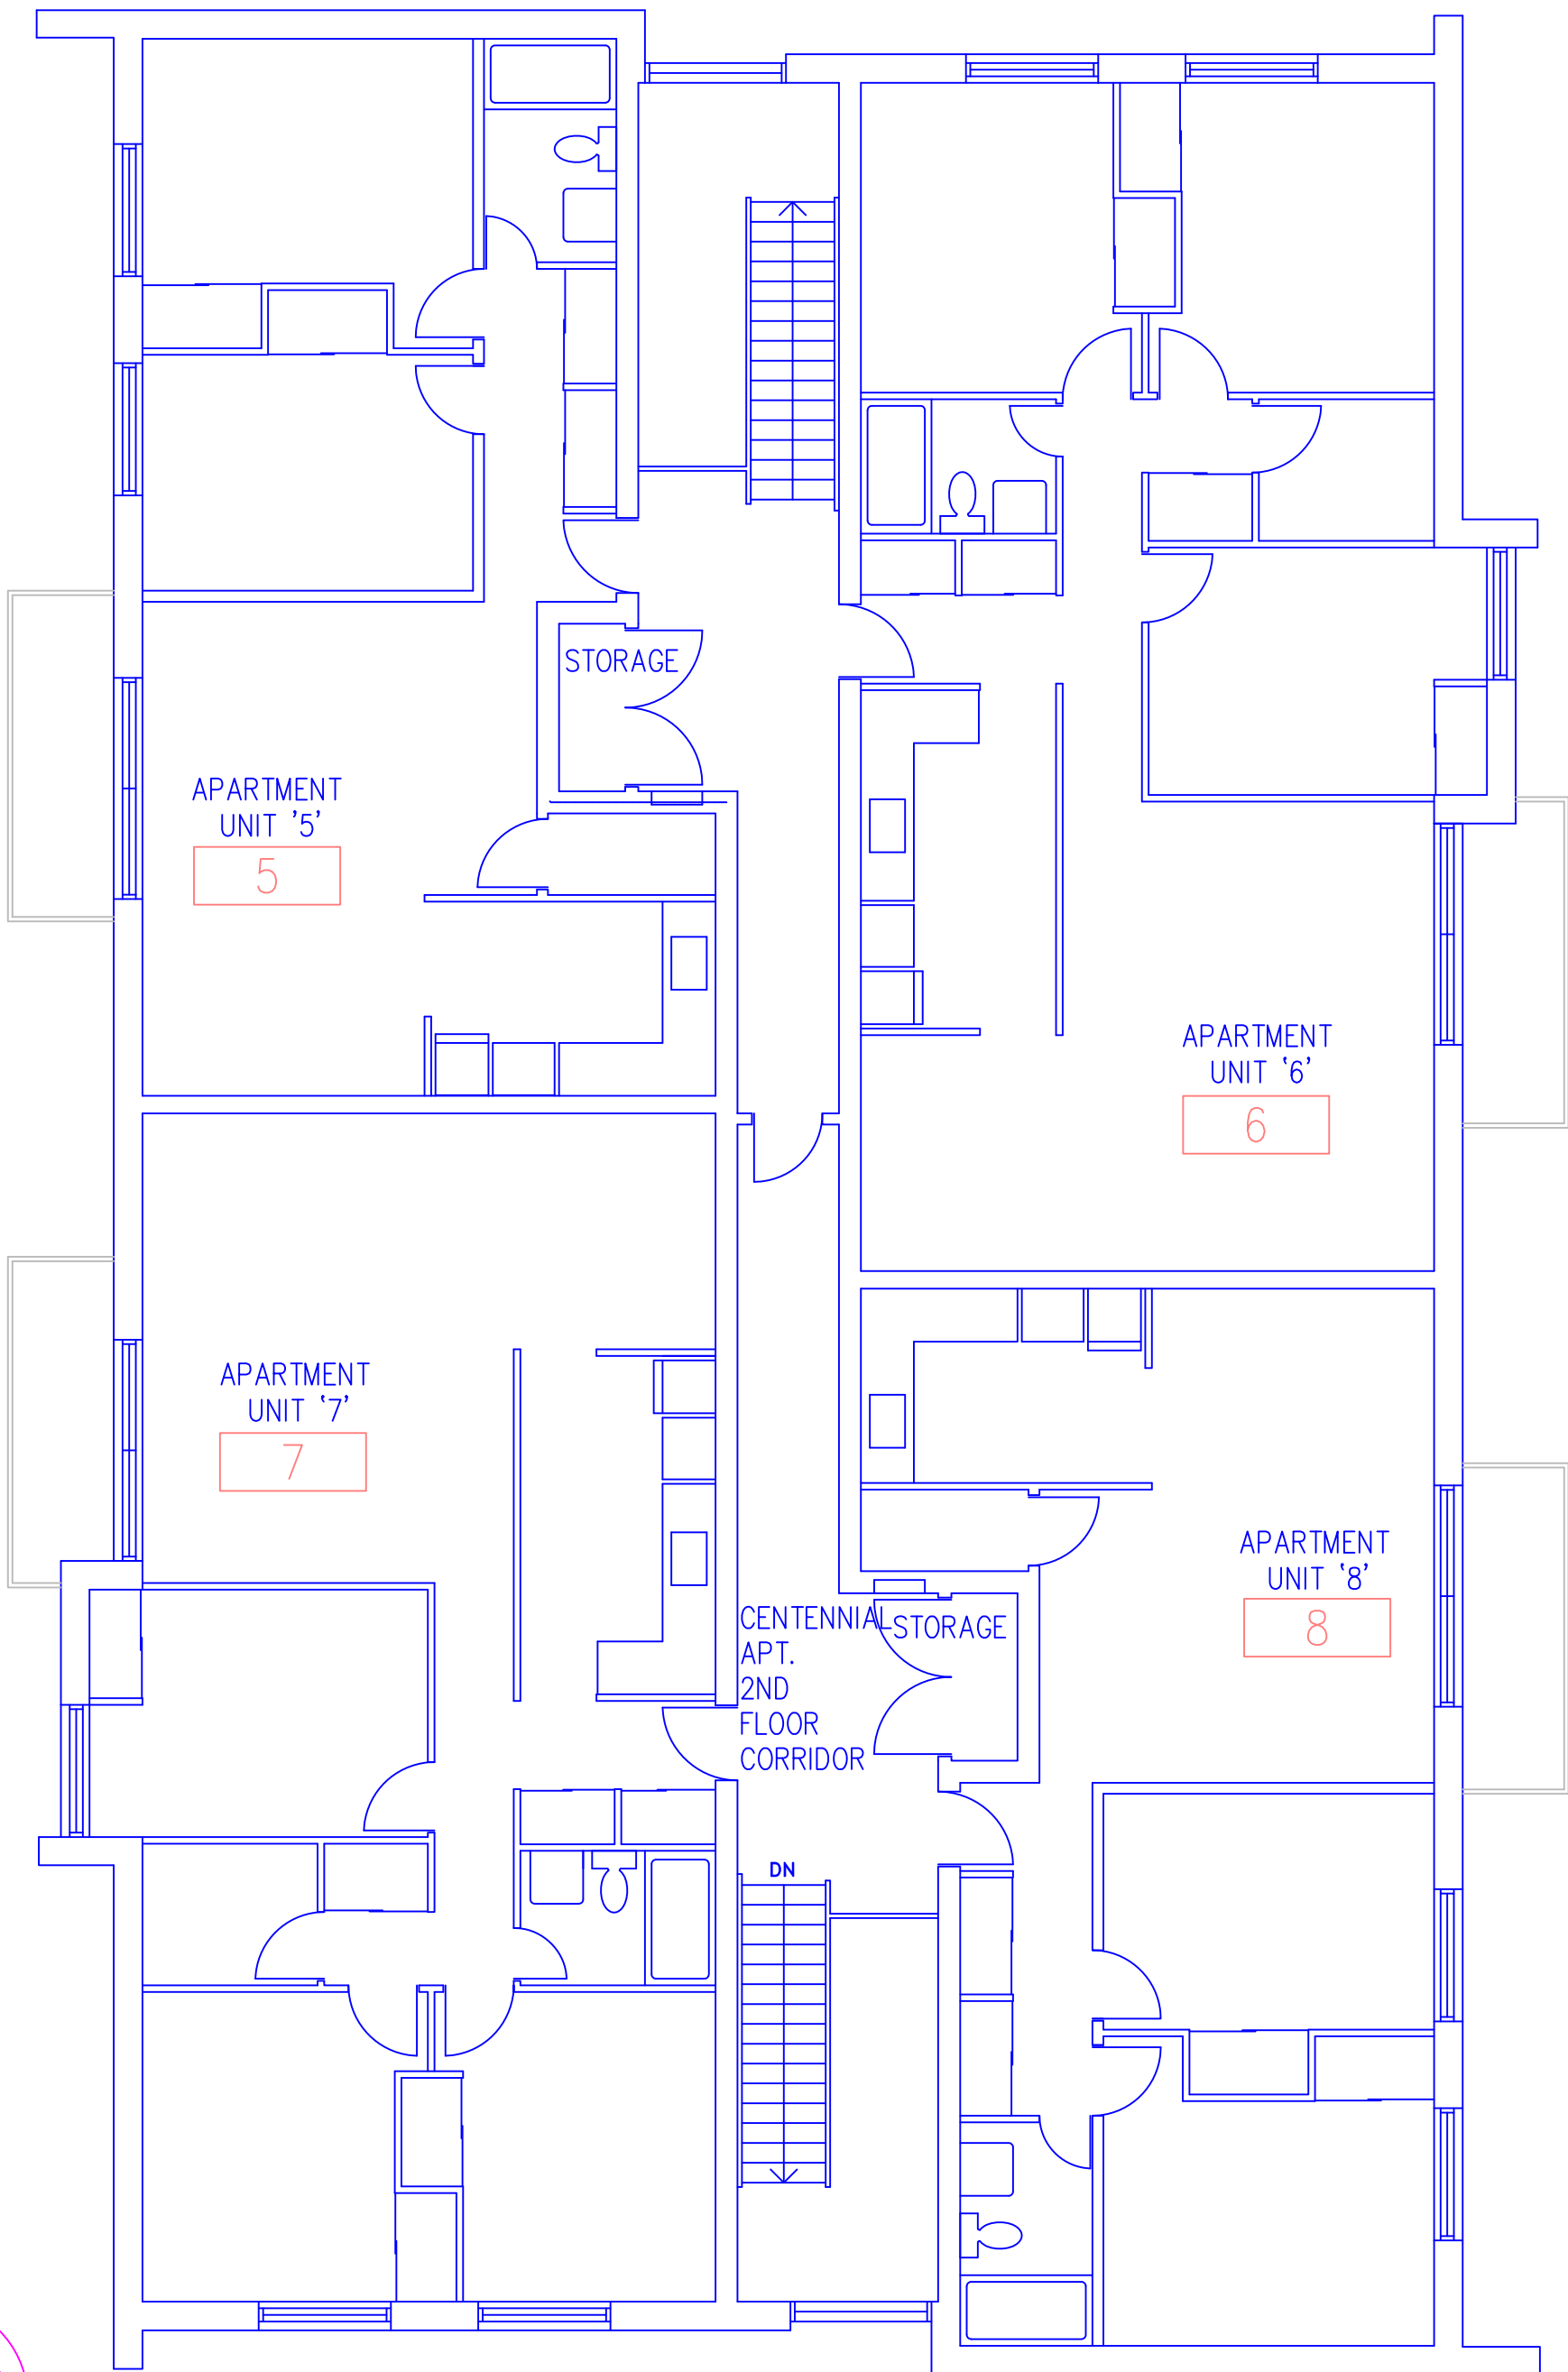 STORAGE
APARTMENT
UNIT '5'
5
APARTMENT
UNIT '6'
6
APARTMENT
UNIT '7'
7
APARTMENT
UNIT '8'
8
CENTENNIAL
APT.
2ND
FLOOR
CORRIDOR
STORAGE
DN